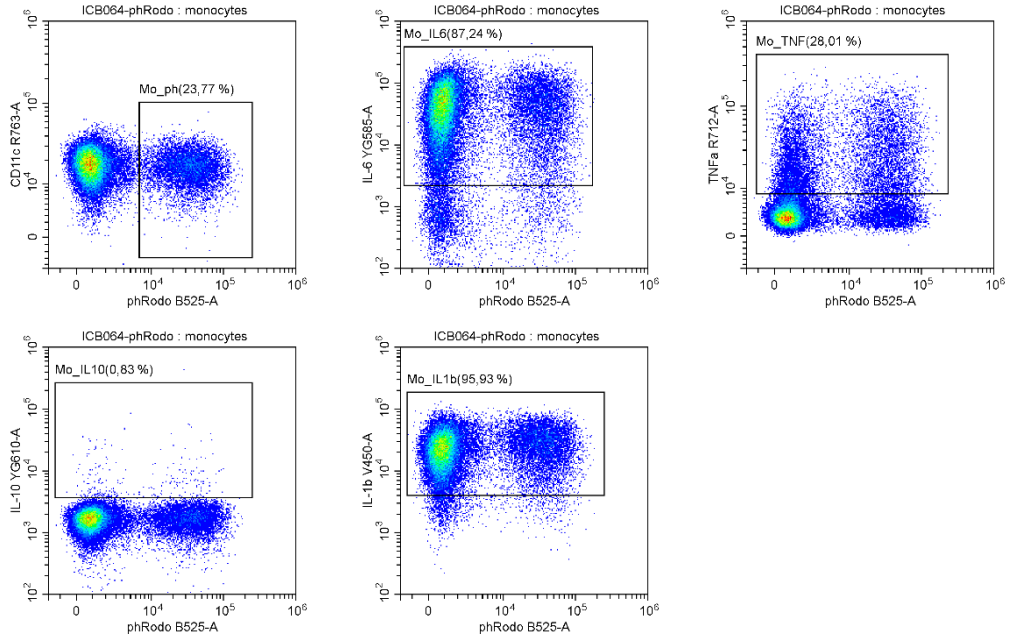 ICB064-phRodo : monocytes
Mo_ph(23,77 %)
CD11c R763-A
10^6
10^5
10^4
0
0
10^4
10^5
10^6
phRodo B525-A
ICB064-phRodo : monocytes
Mo_IL6(87,24 %)
IL-6 YG585-A
10^6
10^5
10^4
10^3
10^2
0
10^4
10^5
10^6
phRodo B525-A
ICB064-phRodo : monocytes
Mo_TNF(28,01 %)
TNFa R712-A
10^6
10^5
10^4
0
0
10^4
10^5
10^6
phRodo B525-A
ICB064-phRodo : monocytes
Mo_IL10(0,83 %)
IL-10 YG610-A
10^6
10^5
10^4
10^3
10^2
0
10^4
10^5
10^6
phRodo B525-A
ICB064-phRodo : monocytes
Mo_IL1b(95,93 %)
IL-1b V450-A
10^6
10^5
10^4
10^3
10^2
0
10^4
10^5
10^6
phRodo B525-A